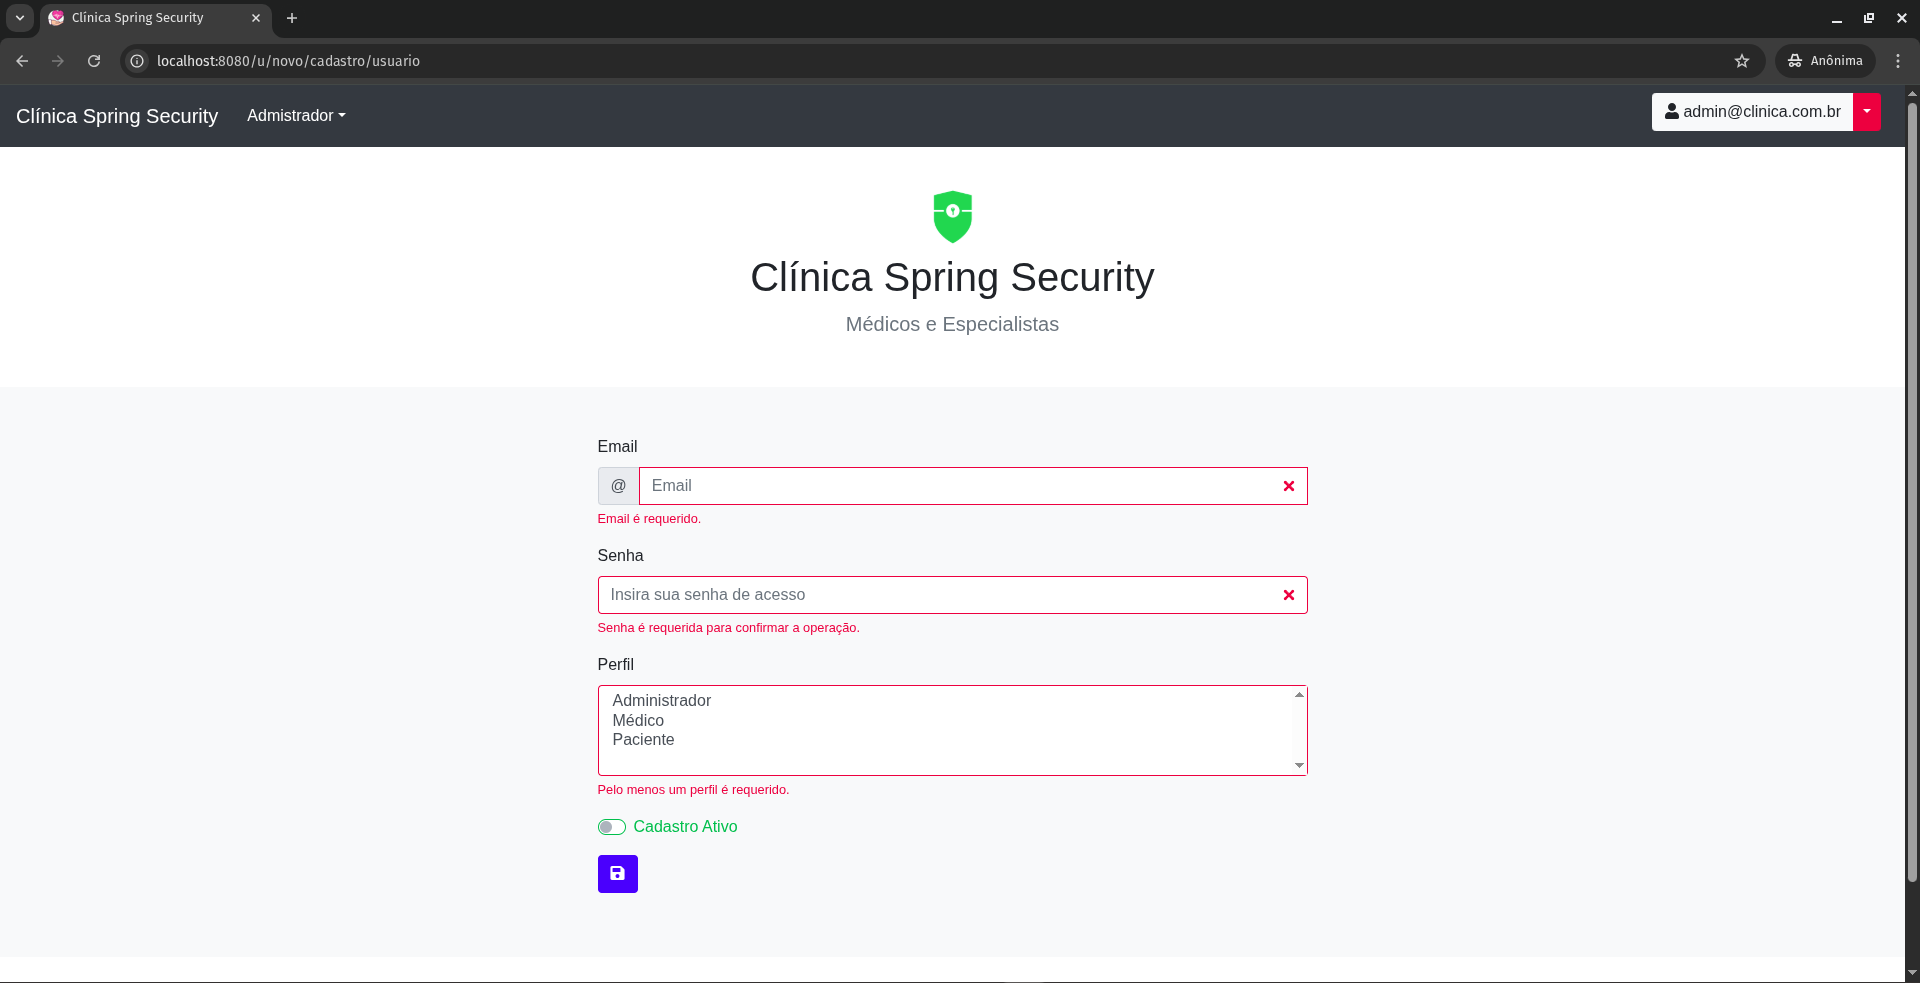 Clínica Spring Security
localhost:8080/u/novo/cadastro/usuario
Anônima
Clínica Spring Security
Admistrador
admin@clinica.com.br
Clínica Spring Security
Médicos e Especialistas
Email
@ Email
Email é requerido.
Senha
Insira sua senha de acesso
Senha é requerida para confirmar a operação.
Perfil
Administrador
Médico
Paciente
Pelo menos um perfil é requerido.
Cadastro Ativo